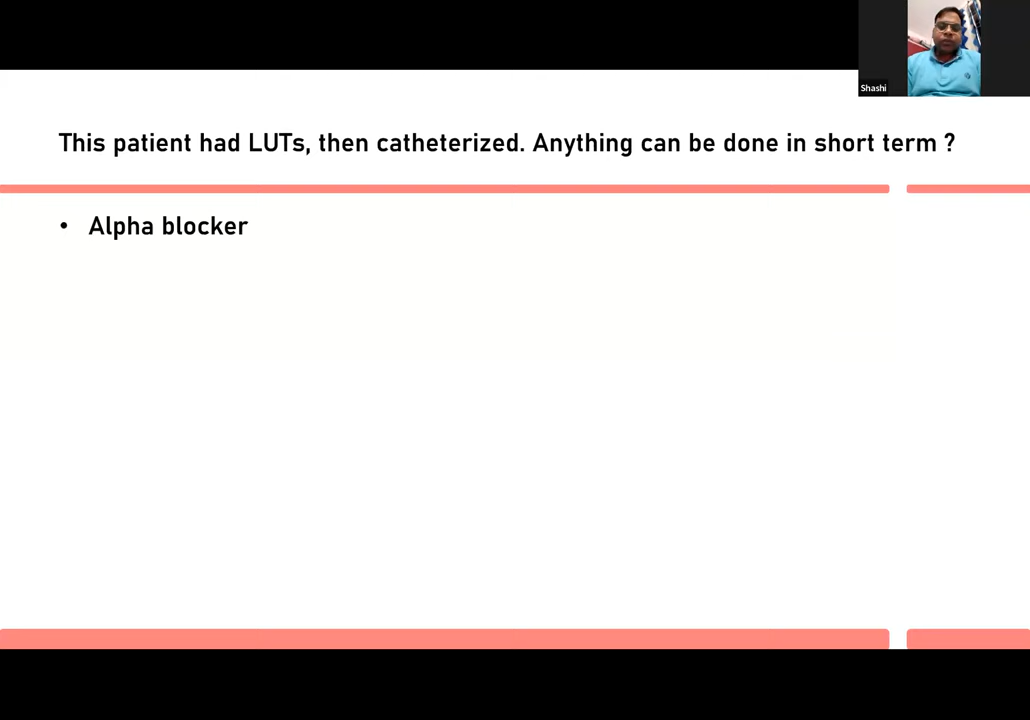 Shashi
This patient had LUTs, then catheterized. Anything can be done in short term ?
• Alpha blocker